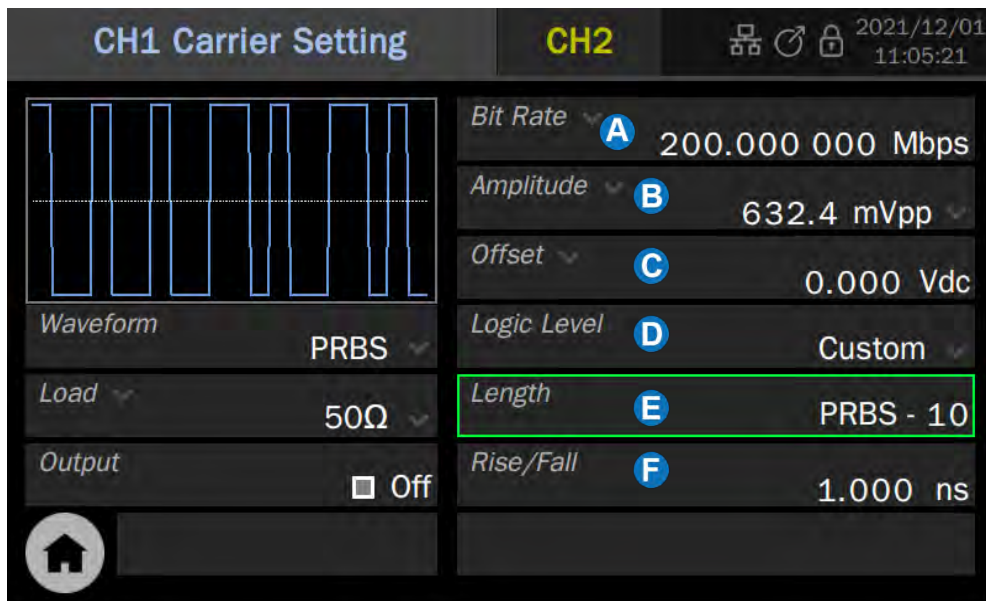 CH1 Carrier Setting
CH2
2021/12/01
11:05:21
Bit Rate
A
200.000 000 Mbps
Amplitude
B
632.4 mVpp
Offset
C
0.000 Vdc
Waveform
PRBS
Logic Level
D
Custom
Load
50Ω
Length
E
PRBS - 10
Output
Off
Rise/Fall
F
1.000 ns